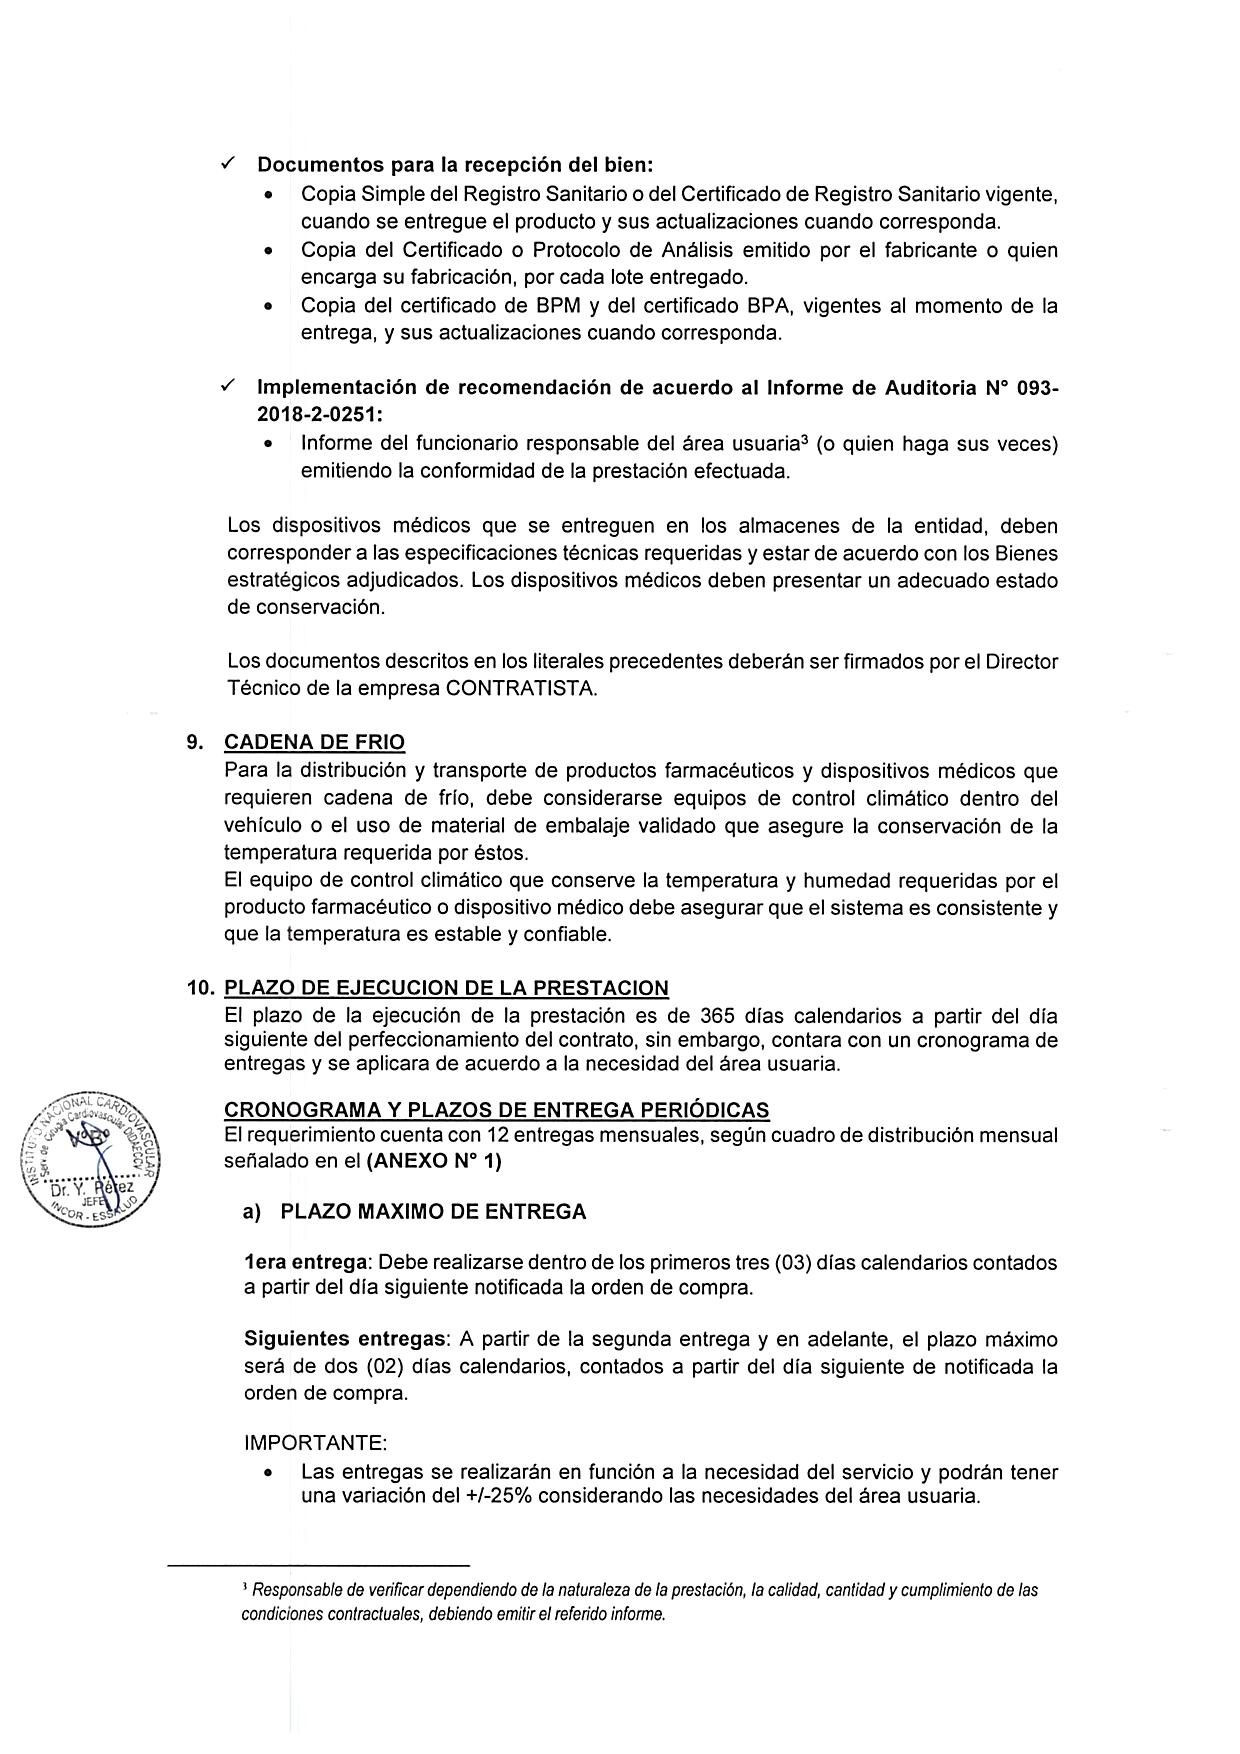 ✓ Documentos para la recepción del bien:
• Copia Simple del Registro Sanitario o del Certificado de Registro Sanitario vigente,
cuando se entregue el producto y sus actualizaciones cuando corresponda.
• Copia del Certificado o Protocolo de Análisis emitido por el fabricante o quien
encarga su fabricación, por cada lote entregado.
• Copia del certificado de BPM y del certificado BPA, vigentes al momento de la
entrega, y sus actualizaciones cuando corresponda.
✓ Implementación de recomendación de acuerdo al Informe de Auditoria N° 093-
2018-2-0251:
• Informe del funcionario responsable del área usuaria³ (o quien haga sus veces)
emitiendo la conformidad de la prestación efectuada.
Los dispositivos médicos que se entreguen en los almacenes de la entidad, deben
corresponder a las especificaciones técnicas requeridas y estar de acuerdo con los Bienes
estratégicos adjudicados. Los dispositivos médicos deben presentar un adecuado estado
de conservación.
Los documentos descritos en los literales precedentes deberán ser firmados por el Director
Técnico de la empresa CONTRATISTA.
9. CADENA DE FRIO
Para la distribución y transporte de productos farmacéuticos y dispositivos médicos que
requieren cadena de frío, debe considerarse equipos de control climático dentro del
vehículo o el uso de material de embalaje validado que asegure la conservación de la
temperatura requerida por éstos.
El equipo de control climático que conserve la temperatura y humedad requeridas por el
producto farmacéutico o dispositivo médico debe asegurar que el sistema es consistente y
que la temperatura es estable y confiable.
10. PLAZO DE EJECUCION DE LA PRESTACION
El plazo de la ejecución de la prestación es de 365 días calendarios a partir del día
siguiente del perfeccionamiento del contrato, sin embargo, contara con un cronograma de
entregas y se aplicara de acuerdo a la necesidad del área usuaria.
CRONOGRAMA Y PLAZOS DE ENTREGA PERIÓDICAS
El requerimiento cuenta con 12 entregas mensuales, según cuadro de distribución mensual
señalado en el (ANEXO N° 1)
INSTITUTO NACIONAL CARDIOVASCULAR
Serv de Cirugia Cardiovascular
V°B°
Dr. Y. Pérez
JEFE
INCOR - ESSALUD
a) PLAZO MAXIMO DE ENTREGA
1era entrega: Debe realizarse dentro de los primeros tres (03) días calendarios contados
a partir del día siguiente notificada la orden de compra.
Siguientes entregas: A partir de la segunda entrega y en adelante, el plazo máximo
será de dos (02) días calendarios, contados a partir del día siguiente de notificada la
orden de compra.
IMPORTANTE:
• Las entregas se realizarán en función a la necesidad del servicio y podrán tener
una variación del +/-25% considerando las necesidades del área usuaria.
³ Responsable de verificar dependiendo de la naturaleza de la prestación, la calidad, cantidad y cumplimiento de las
condiciones contractuales, debiendo emitir el referido informe.